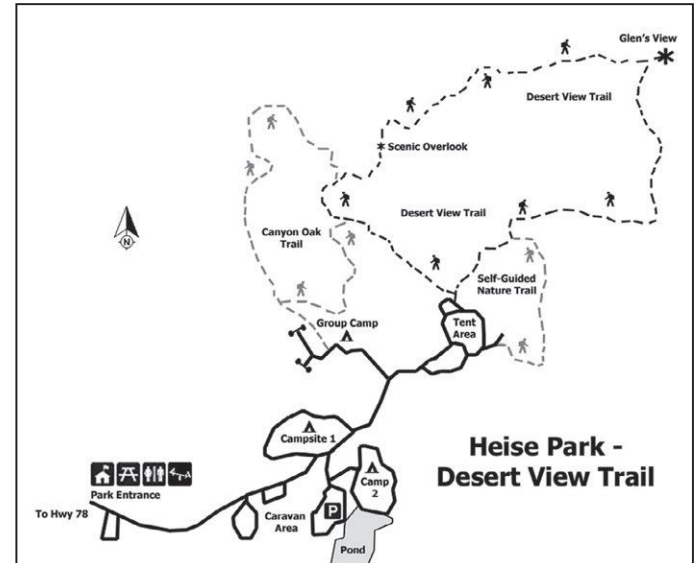 Glen's View
Desert View Trail
Scenic Overlook
Desert View Trail
Canyon Oak
Trail
Self-Guided
Nature Trail
N
Group Camp
Tent
Area
Campsite 1
Heise Park -
Desert View Trail
Camp
2
Park Entrance
To Hwy 78
Caravan
Area
P
Pond